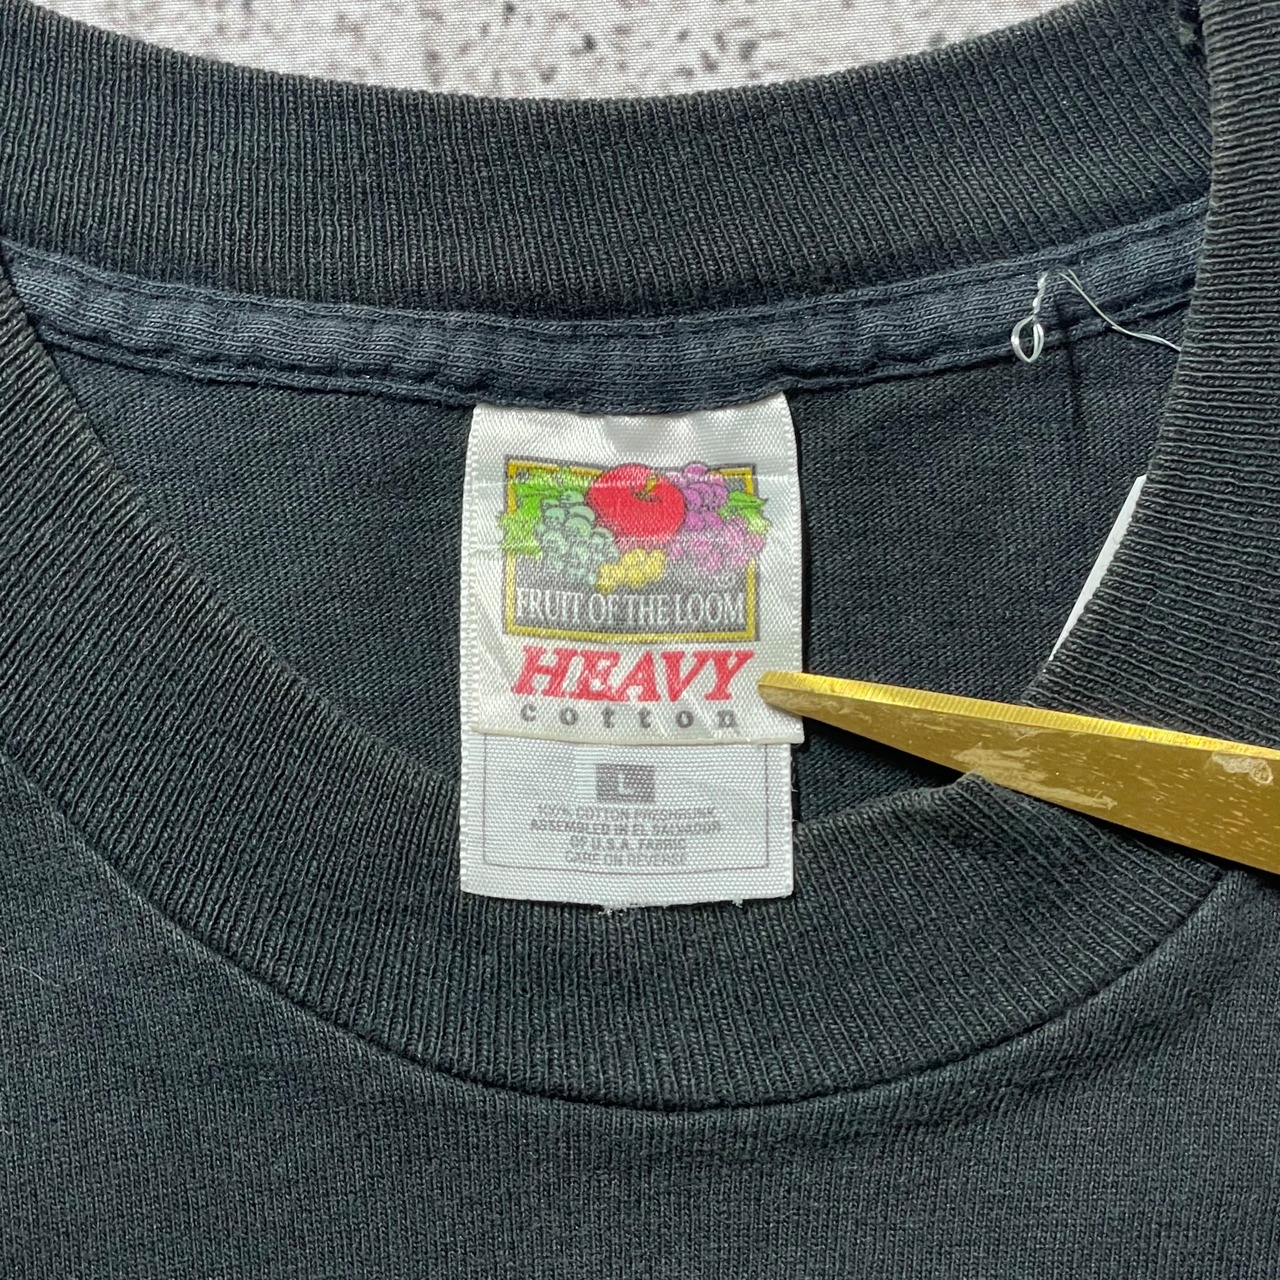 FRUIT OF THE LOOM
HEAVY
cotton
L
100% COTTON PRESHRUNK
ASSEMBLED IN EL SALVADOR
OF U.S.A. FABRIC
CARE ON REVERSE